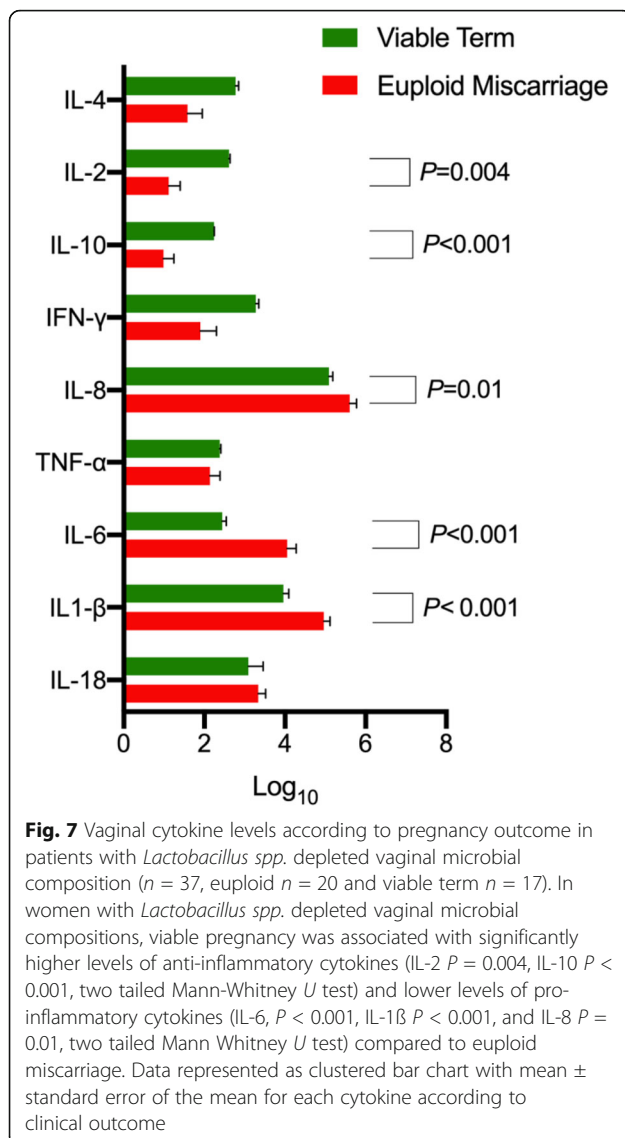 Viable Term
Euploid Miscarriage
IL-4
IL-2
P=0.004
IL-10
P<0.001
IFN-γ
IL-8
P=0.01
TNF-α
IL-6
P<0.001
IL1-β
P< 0.001
IL-18
0 2 4 6 8
Log10
Fig. 7 Vaginal cytokine levels according to pregnancy outcome in
patients with Lactobacillus spp. depleted vaginal microbial
composition (n = 37, euploid n = 20 and viable term n = 17). In
women with Lactobacillus spp. depleted vaginal microbial
compositions, viable pregnancy was associated with significantly
higher levels of anti-inflammatory cytokines (IL-2 P = 0.004, IL-10 P <
0.001, two tailed Mann-Whitney U test) and lower levels of pro-
inflammatory cytokines (IL-6, P < 0.001, IL-1ß P < 0.001, and IL-8 P =
0.01, two tailed Mann Whitney U test) compared to euploid
miscarriage. Data represented as clustered bar chart with mean ±
standard error of the mean for each cytokine according to
clinical outcome